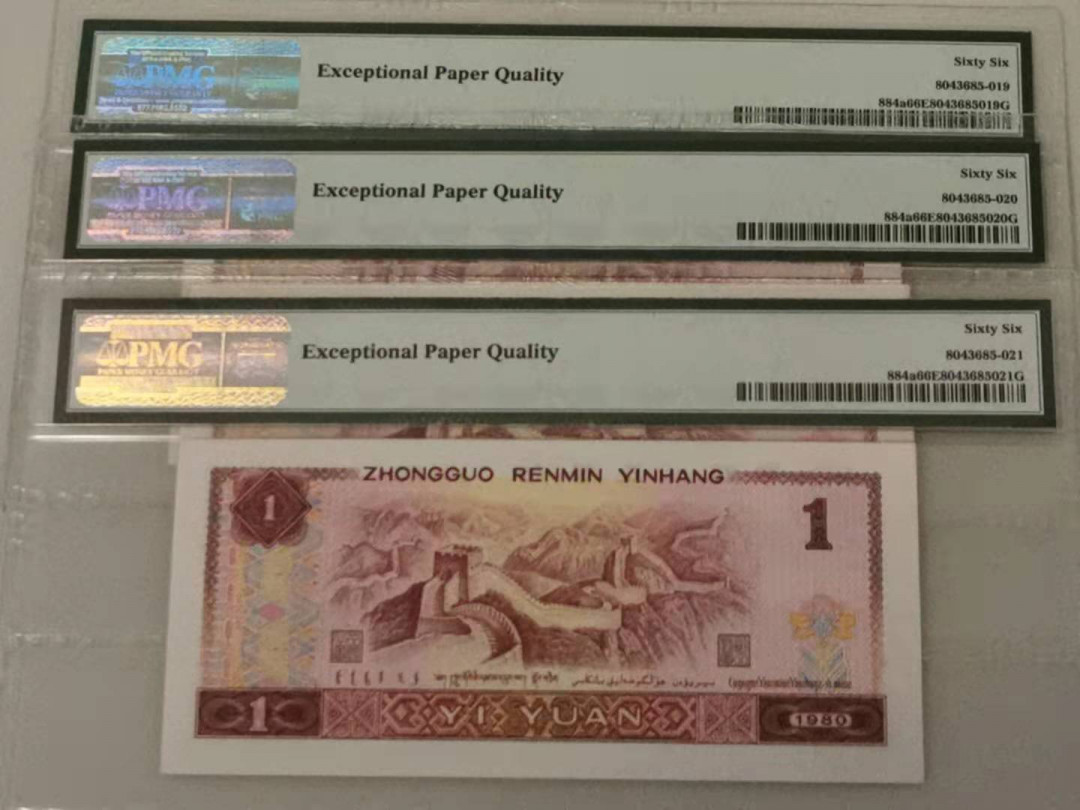 PMG
Exceptional Paper Quality
Sixty Six
8043685-019
884a66E8043685019G
PMG
Exceptional Paper Quality
Sixty Six
8043685-020
884a66E8043685020G
PMG
Exceptional Paper Quality
Sixty Six
8043685-021
884a66E8043685021G
ZHONGGUO RENMIN YINHANG
1
1
1
YI YUAN
1980